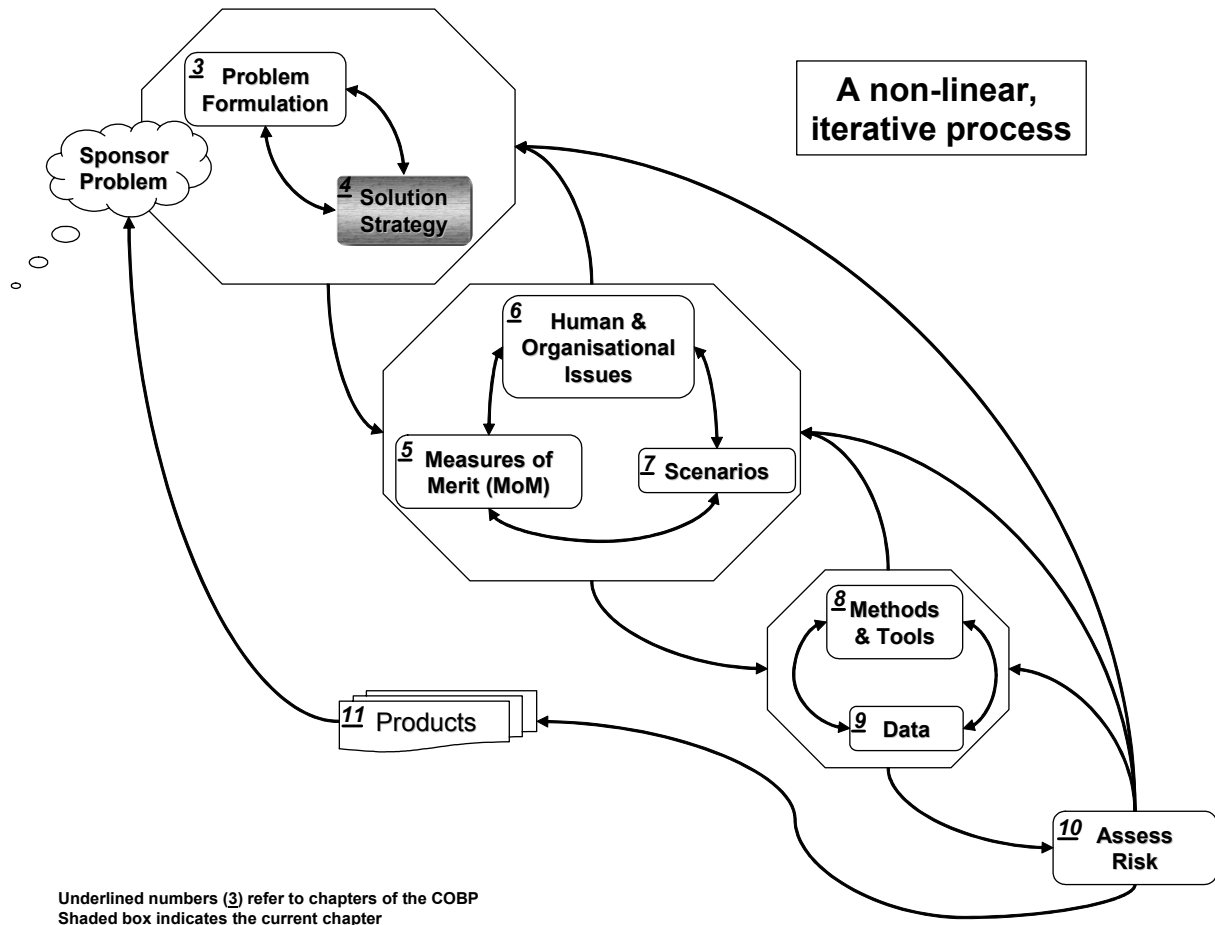 A non-linear,
iterative process
3
Problem
Formulation
Sponsor
Problem
4
Solution
Strategy
6
Human &
Organisational
Issues
5
Measures of
Merit (MoM)
7
Scenarios
8
Methods
& Tools
9
Data
11 Products
10
Assess
Risk
Underlined numbers (3) refer to chapters of the COBP
Shaded box indicates the current chapter